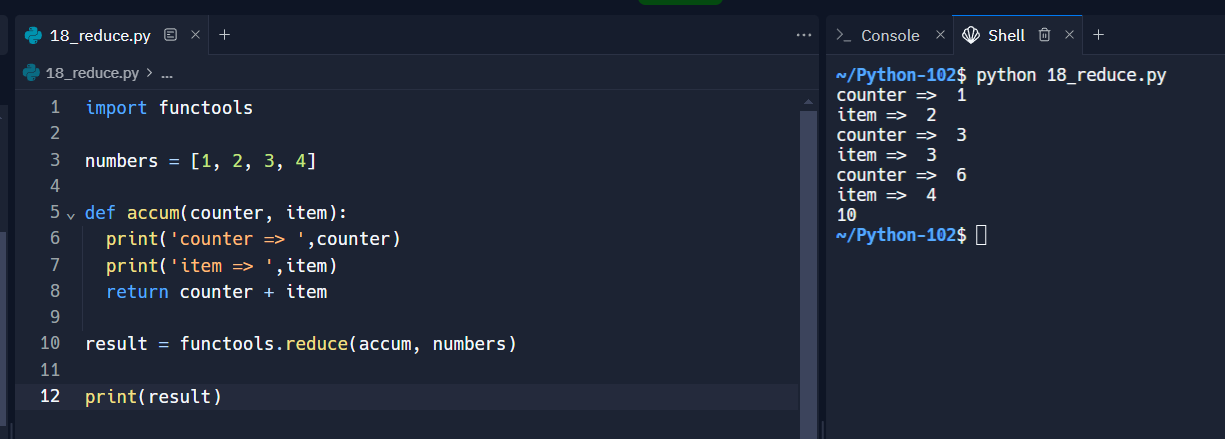 18_reduce.py
18_reduce.py > ...
1 import functools
2
3 numbers = [1, 2, 3, 4]
4
5 def accum(counter, item):
6   print('counter => ',counter)
7   print('item => ',item)
8   return counter + item
9
10 result = functools.reduce(accum, numbers)
11
12 print(result)
Console Shell
~/Python-102$ python 18_reduce.py
counter =>  1
item =>  2
counter =>  3
item =>  3
counter =>  6
item =>  4
10
~/Python-102$